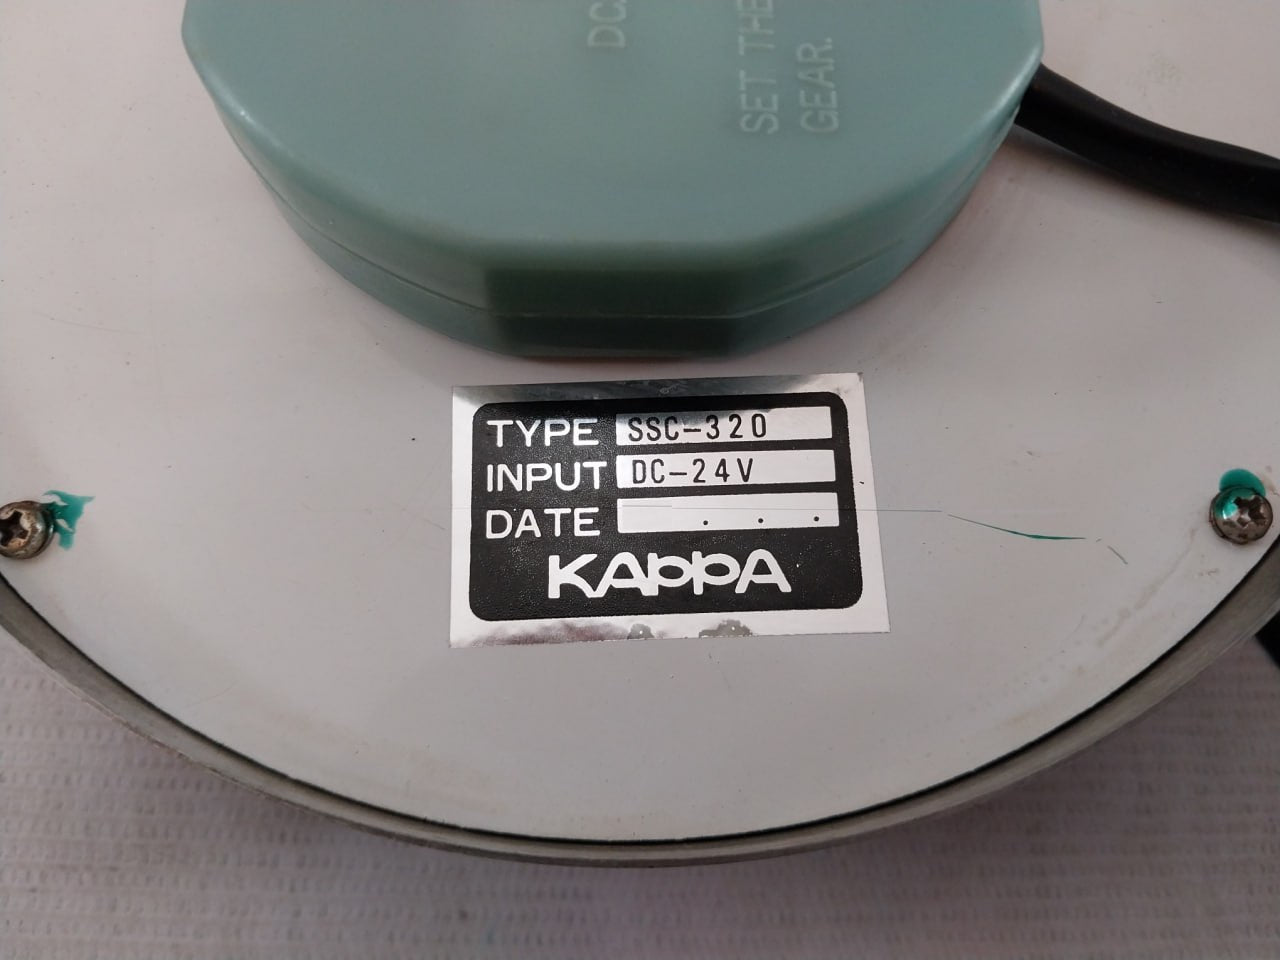 DC
SET THE
GEAR.
TYPE SSC-320
INPUT DC-24V
DATE . . .
KAPPA